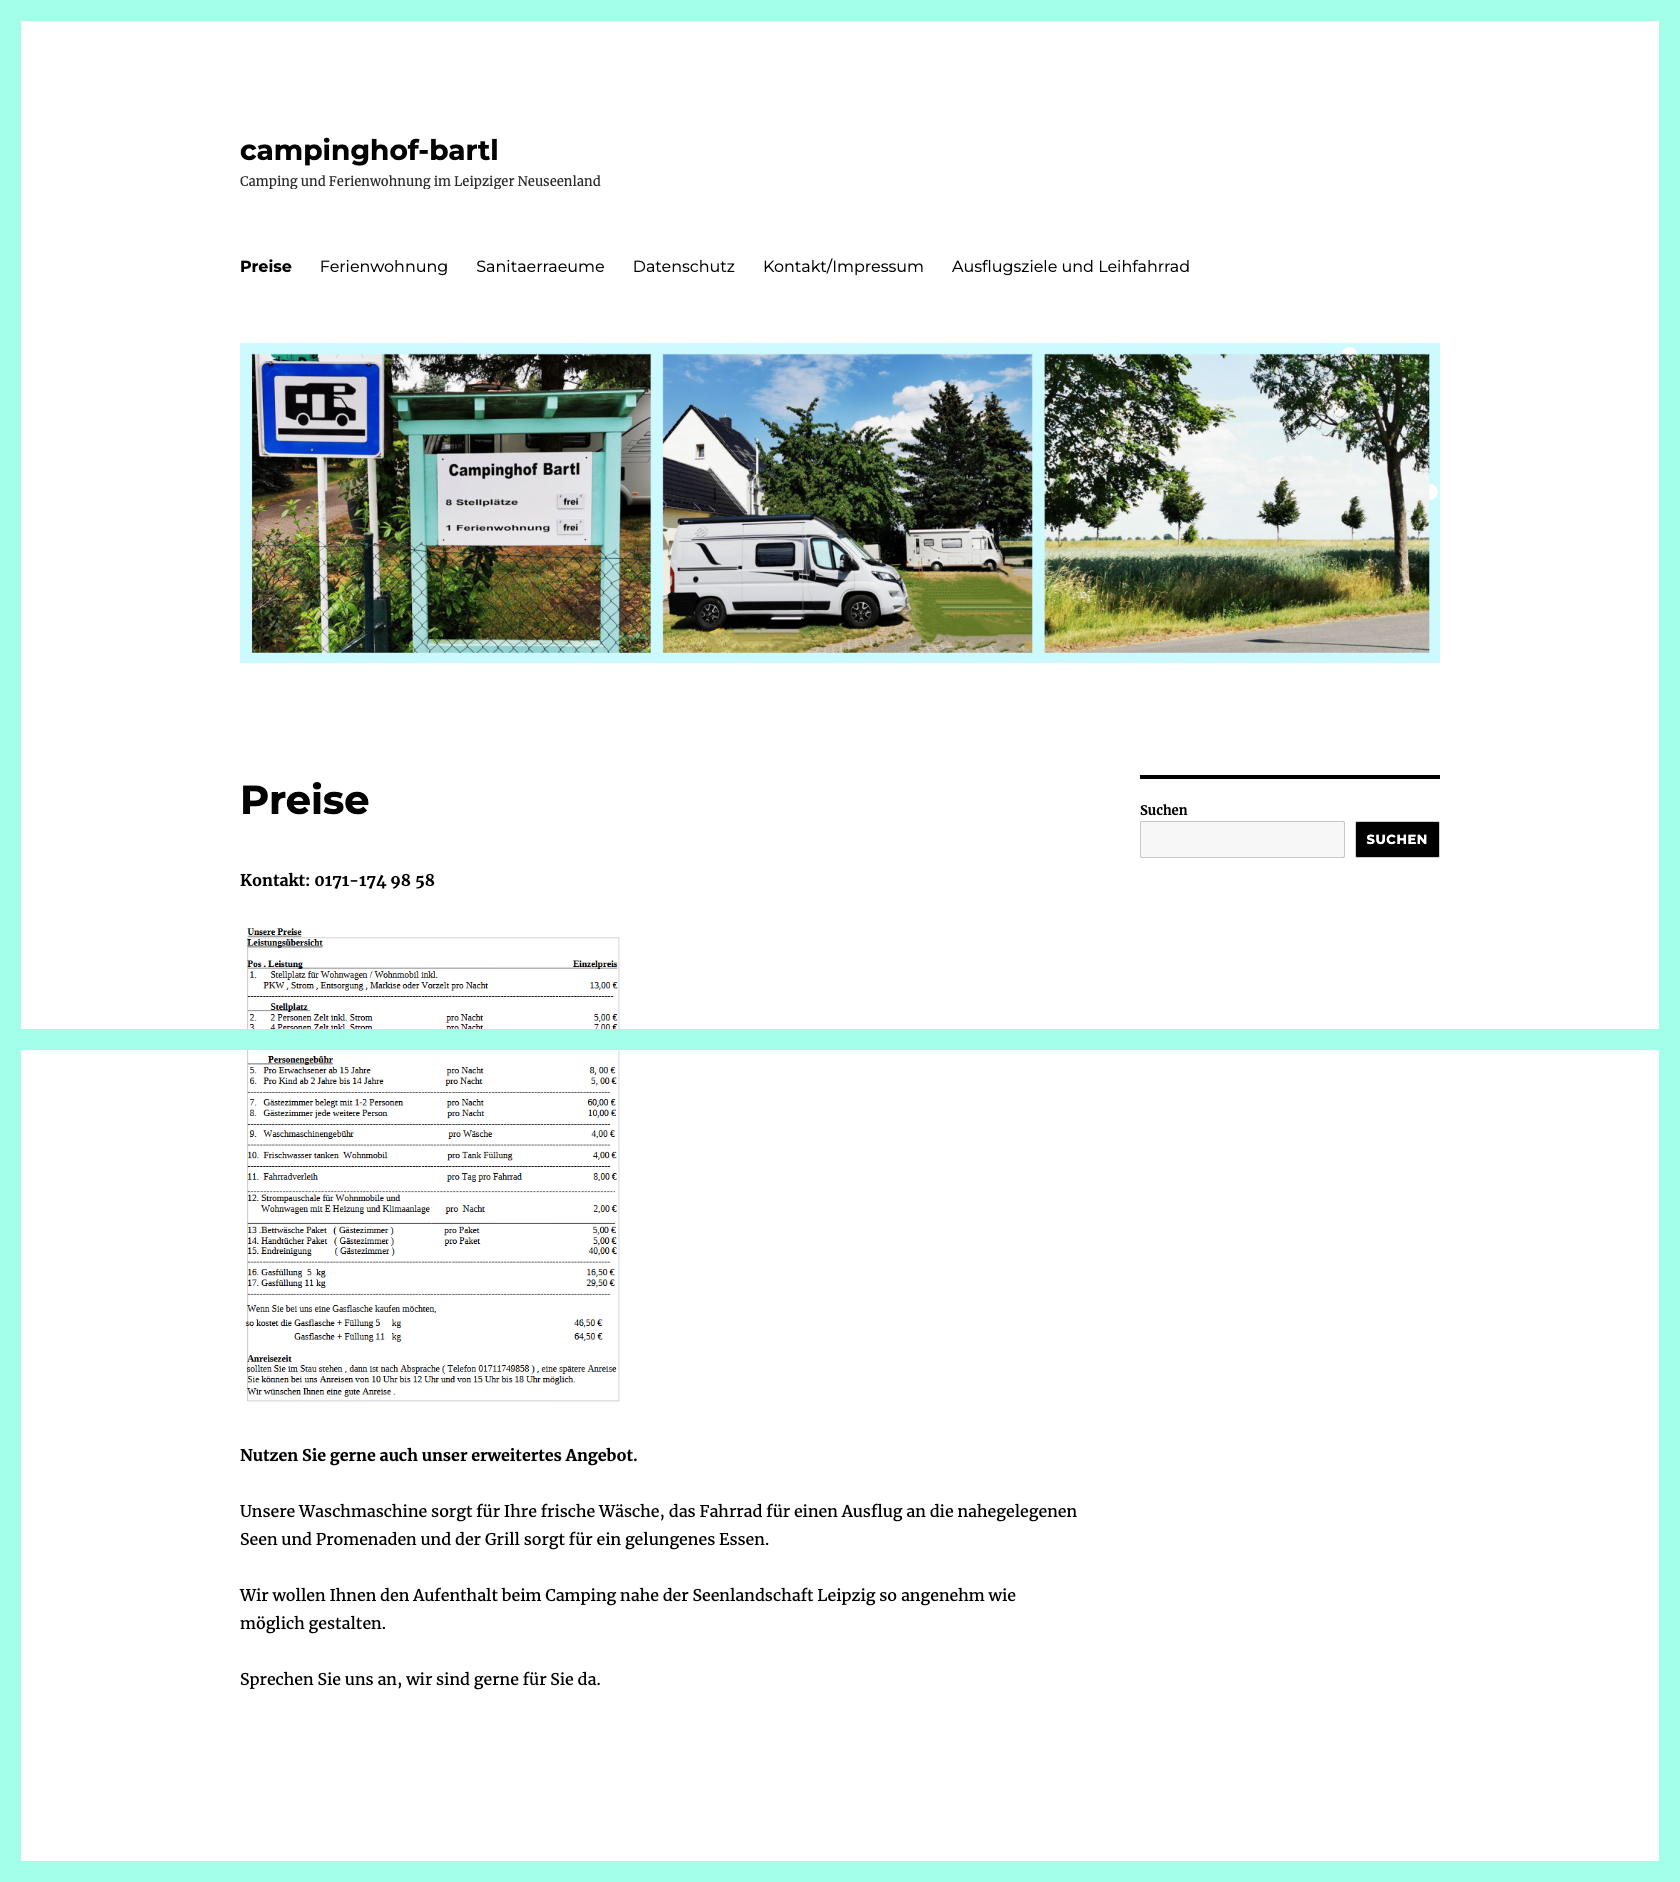 campinghof-bartl
Camping und Ferienwohnung im Leipziger Neuseenland
Preise Ferienwohnung Sanitaerraeume Datenschutz Kontakt/Impressum Ausflugsziele und Leihfahrrad
Campinghof Bartl
8 Stellplätze frei
1 Ferienwohnung frei
Preise
Suchen
SUCHEN
Kontakt: 0171-174 98 58
Unsere Preise
Leistungsübersicht
Pos . Leistung Einzelpreis
1. Stellplatz für Wohnwagen / Wohnmobil inkl.
PKW , Strom , Entsorgung , Markise oder Vorzelt pro Nacht 13,00 €
Stellplatz
2. 2 Personen Zelt inkl. Strom pro Nacht 5,00 €
3. 4 Personen Zelt inkl. Strom pro Nacht 7,00 €
Personengebühr
5. Pro Erwachsener ab 15 Jahre pro Nacht 8, 00 €
6. Pro Kind ab 2 Jahre bis 14 Jahre pro Nacht 5, 00 €
7. Gästezimmer belegt mit 1-2 Personen pro Nacht 60,00 €
8. Gästezimmer jede weitere Person pro Nacht 10,00 €
9. Waschmaschinengebühr pro Wäsche 4,00 €
10. Frischwasser tanken Wohnmobil pro Tank Füllung 4,00 €
11. Fahrradverleih pro Tag pro Fahrrad 8,00 €
12. Strompauschale für Wohnmobile und
Wohnwagen mit E Heizung und Klimaanlage pro Nacht 2,00 €
13 .Bettwäsche Paket ( Gästezimmer ) pro Paket 5,00 €
14. Handtücher Paket ( Gästezimmer ) pro Paket 5,00 €
15. Endreinigung ( Gästezimmer ) 40,00 €
16. Gasfüllung 5 kg 16,50 €
17. Gasfüllung 11 kg 29,50 €
Wenn Sie bei uns eine Gasflasche kaufen möchten,
so kostet die Gasflasche + Füllung 5 kg 46,50 €
Gasflasche + Füllung 11 kg 64,50 €
Anreisezeit
sollten Sie im Stau stehen , dann ist nach Absprache ( Telefon 01711749858 ) , eine spätere Anreise
Sie können bei uns Anreisen von 10 Uhr bis 12 Uhr und von 15 Uhr bis 18 Uhr möglich.
Wir wünschen Ihnen eine gute Anreise .
Nutzen Sie gerne auch unser erweitertes Angebot.
Unsere Waschmaschine sorgt für Ihre frische Wäsche, das Fahrrad für einen Ausflug an die nahegelegenen
Seen und Promenaden und der Grill sorgt für ein gelungenes Essen.
Wir wollen Ihnen den Aufenthalt beim Camping nahe der Seenlandschaft Leipzig so angenehm wie
möglich gestalten.
Sprechen Sie uns an, wir sind gerne für Sie da.